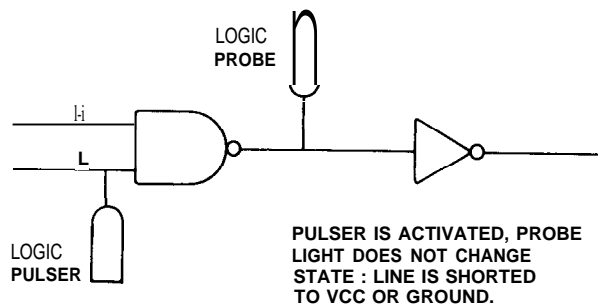 LOGIC
PROBE
l-i
L
LOGIC
PULSER
PULSER IS ACTIVATED, PROBE
LIGHT DOES NOT CHANGE
STATE : LINE IS SHORTED
TO VCC OR GROUND.